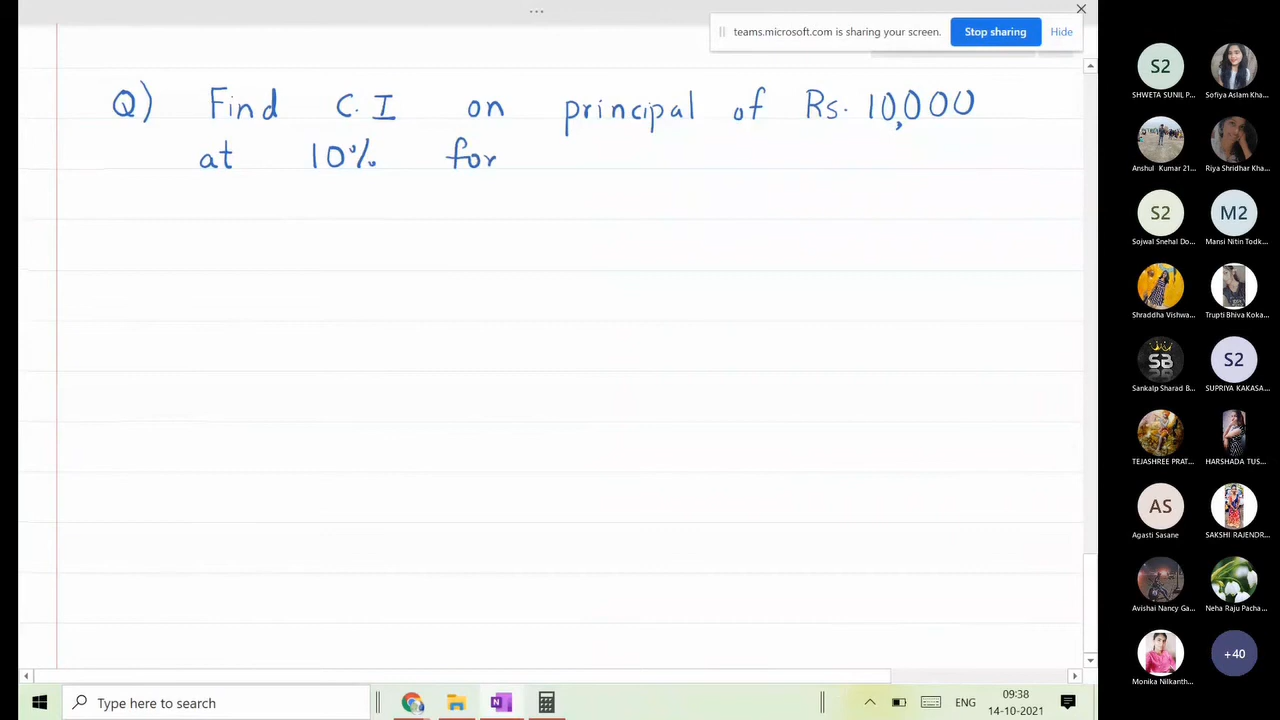 ...
teams.microsoft.com is sharing your screen. Stop sharing Hide
Q) Find C.I on principal of Rs. 10,000
at 10% for
S2
SHWETA SUNIL P... Sofiya Aslam Kha...
Anshul Kumar 21... Riya Shridhar Kha...
S2 M2
Sojwal Snehal Do... Mansi Nitin Todk...
Shraddha Vishwa... Trupti Bhiva Koka...
SB S2
Sankalp Sharad B... SUPRIYA KAKASA...
TEJASHREE PRAT... HARSHADA TUS...
AS
Agasti Sasane SAKSHI RAJENDR...
Avishai Nancy Ga... Neha Raju Pacha...
+40
Monika Nilkanth...
Type here to search
N
ENG
09:38
14-10-2021